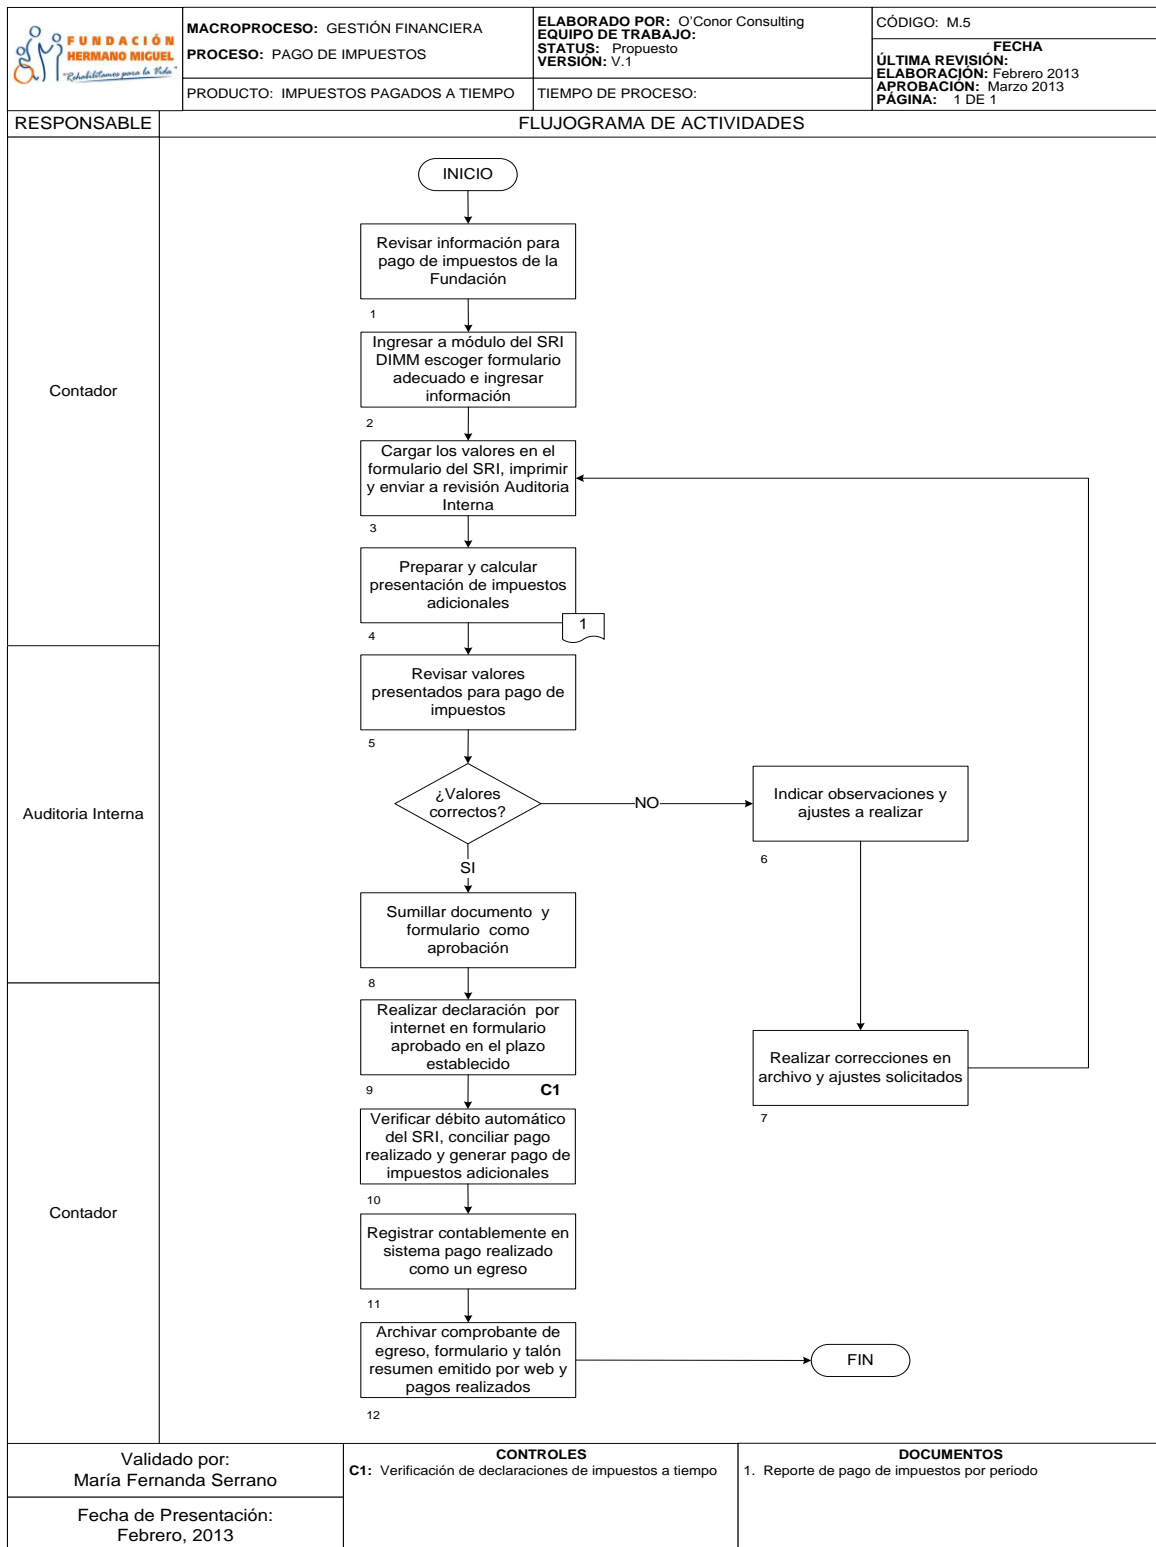 FUNDACIÓN
HERMANO MIGUEL
"Rehabilitamos para la Vida"
MACROPROCESO: GESTIÓN FINANCIERA
PROCESO: PAGO DE IMPUESTOS
PRODUCTO: IMPUESTOS PAGADOS A TIEMPO
ELABORADO POR: O'Conor Consulting
EQUIPO DE TRABAJO:
STATUS: Propuesto
VERSIÓN: V.1
TIEMPO DE PROCESO:
CÓDIGO: M.5
FECHA
ÚLTIMA REVISIÓN:
ELABORACIÓN: Febrero 2013
APROBACIÓN: Marzo 2013
PÁGINA: 1 DE 1
RESPONSABLE
FLUJOGRAMA DE ACTIVIDADES
Contador
INICIO
Revisar información para
pago de impuestos de la
Fundación
1
Ingresar a módulo del SRI
DIMM escoger formulario
adecuado e ingresar
información
2
Cargar los valores en el
formulario del SRI, imprimir
y enviar a revisión Auditoria
Interna
3
Preparar y calcular
presentación de impuestos
adicionales
1
4
Auditoria Interna
Revisar valores
presentados para pago de
impuestos
5
¿Valores
correctos?
NO
Indicar observaciones y
ajustes a realizar
6
SI
Sumillar documento y
formulario como
aprobación
8
Contador
Realizar declaración por
internet en formulario
aprobado en el plazo
establecido
9
C1
Realizar correcciones en
archivo y ajustes solicitados
7
Verificar débito automático
del SRI, conciliar pago
realizado y generar pago de
impuestos adicionales
10
Registrar contablemente en
sistema pago realizado
como un egreso
11
Archivar comprobante de
egreso, formulario y talón
resumen emitido por web y
pagos realizados
12
FIN
Validado por:
María Fernanda Serrano
Fecha de Presentación:
Febrero, 2013
CONTROLES
C1: Verificación de declaraciones de impuestos a tiempo
DOCUMENTOS
1. Reporte de pago de impuestos por periodo